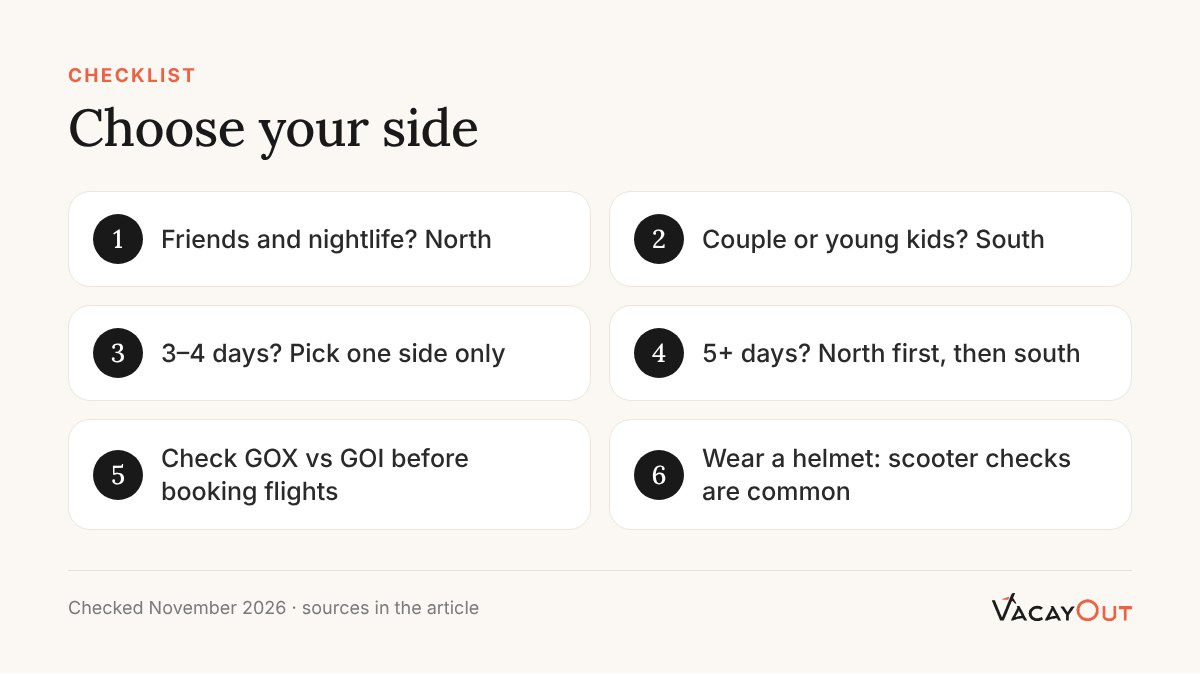 CHECKLIST
Choose your side
1 Friends and nightlife? North
2 Couple or young kids? South
3 3–4 days? Pick one side only
4 5+ days? North first, then south
5 Check GOX vs GOI before
booking flights
6 Wear a helmet: scooter checks
are common
Checked November 2026 · sources in the article
VACAYOUT